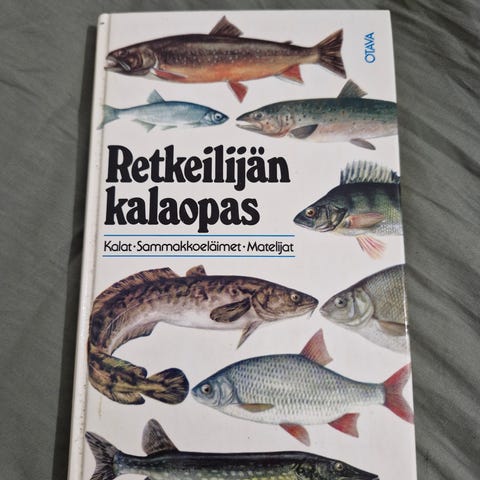 OTAVA
Retkeilijän
kalaopas
Kalat·Sammakkoeläimet·Matelijat